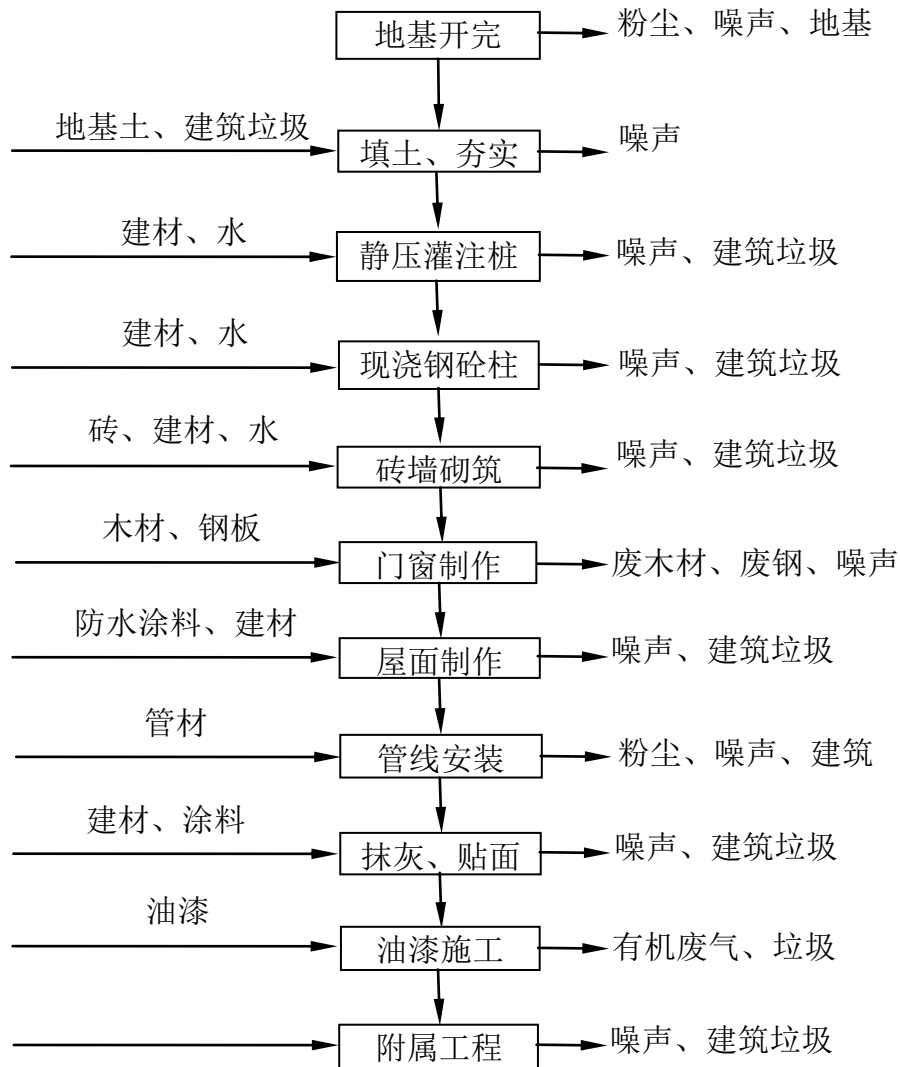 地基开完
粉尘、噪声、地基
地基土、建筑垃圾
填土、夯实
噪声
建材、水
静压灌注桩
噪声、建筑垃圾
建材、水
现浇钢砼柱
噪声、建筑垃圾
砖、建材、水
砖墙砌筑
噪声、建筑垃圾
木材、钢板
门窗制作
废木材、废钢、噪声
防水涂料、建材
屋面制作
噪声、建筑垃圾
管材
管线安装
粉尘、噪声、建筑
建材、涂料
抹灰、贴面
噪声、建筑垃圾
油漆
油漆施工
有机废气、垃圾
附属工程
噪声、建筑垃圾